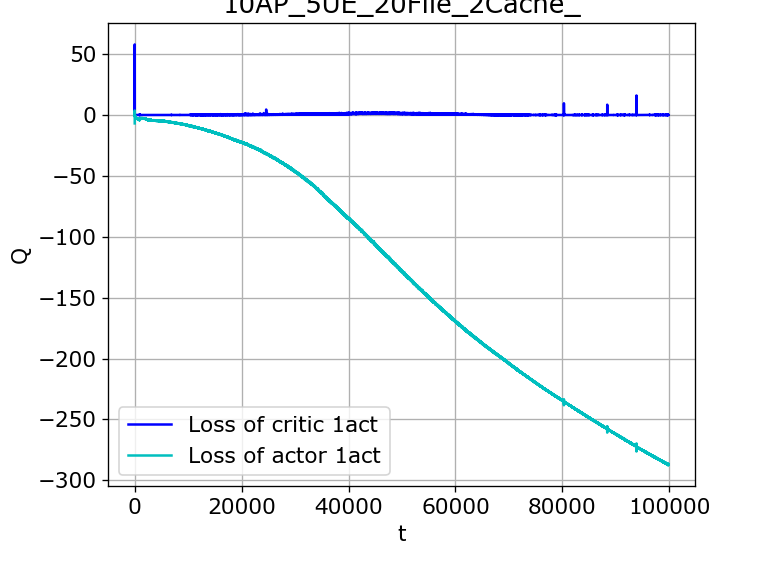 10AP_5UE_20File_2Cache_
50
0
−50
−100
−150
−200
−250
−300
Q
Loss of critic 1act
Loss of actor 1act
0 20000 40000 60000 80000 100000
t